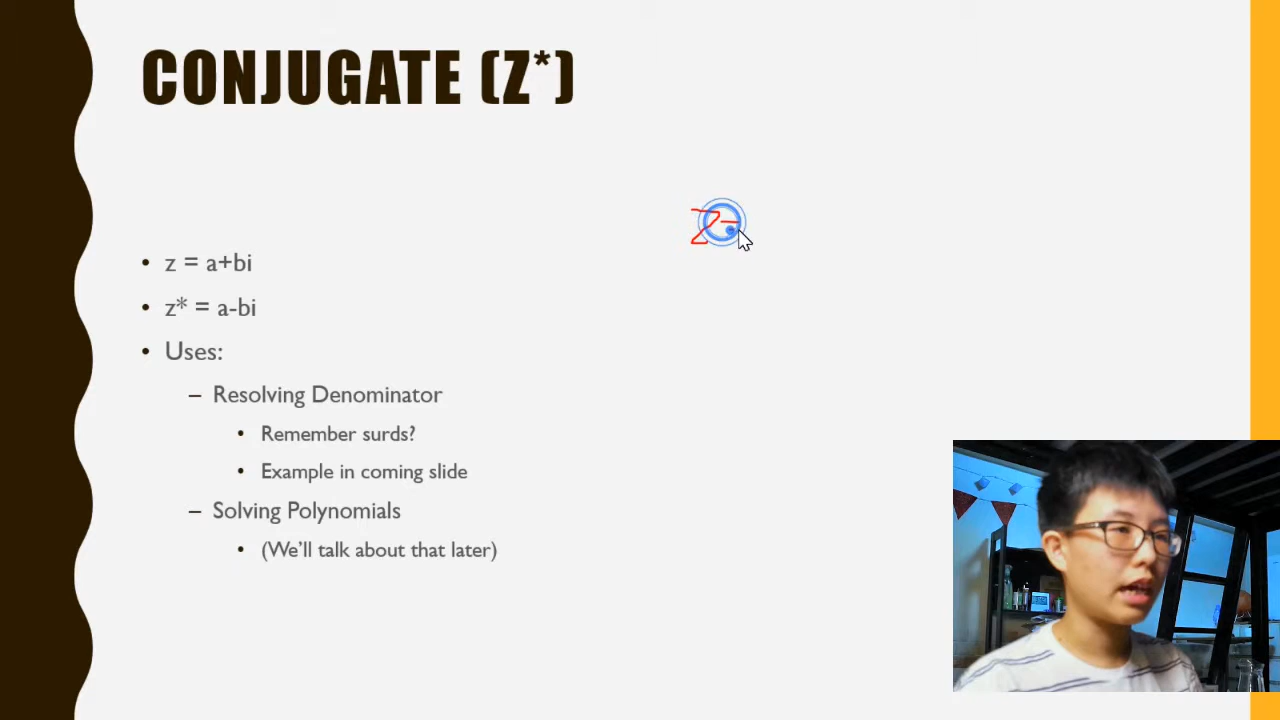 CONJUGATE (Z*)
z-
• z = a+bi
• z* = a-bi
• Uses:
– Resolving Denominator
• Remember surds?
• Example in coming slide
– Solving Polynomials
• (We'll talk about that later)